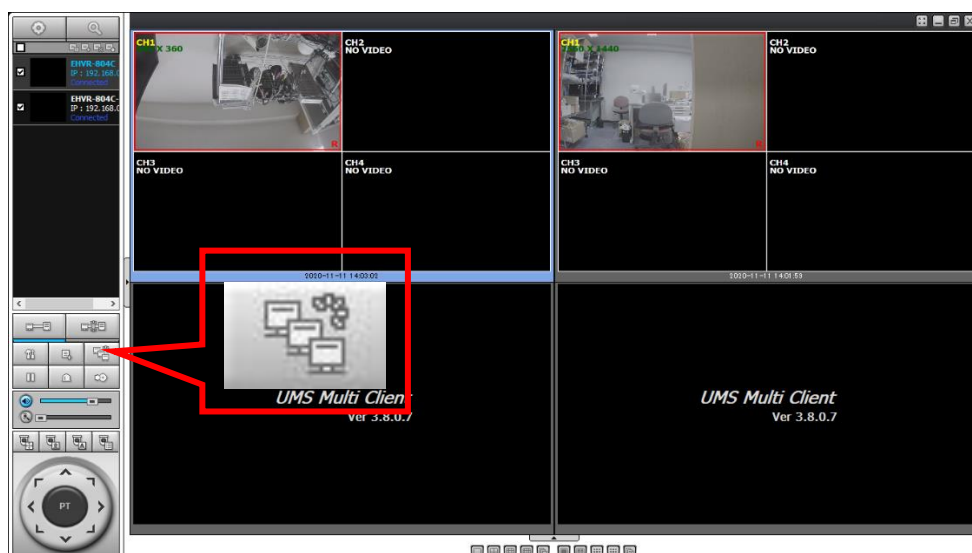 EHVR-804C
IP : 192.168.0
Connected
EHVR-804C-
IP : 192.168.0
Connected
PT
CH1
X 360
R
CH2
NO VIDEO
CH3
NO VIDEO
CH4
NO VIDEO
2020-11-11 14:03:02
CH1
X 1440
R
CH2
NO VIDEO
CH3
NO VIDEO
CH4
NO VIDEO
2020-11-11 14:01:53
UMS Multi Client
Ver 3.8.0.7
UMS Multi Client
Ver 3.8.0.7